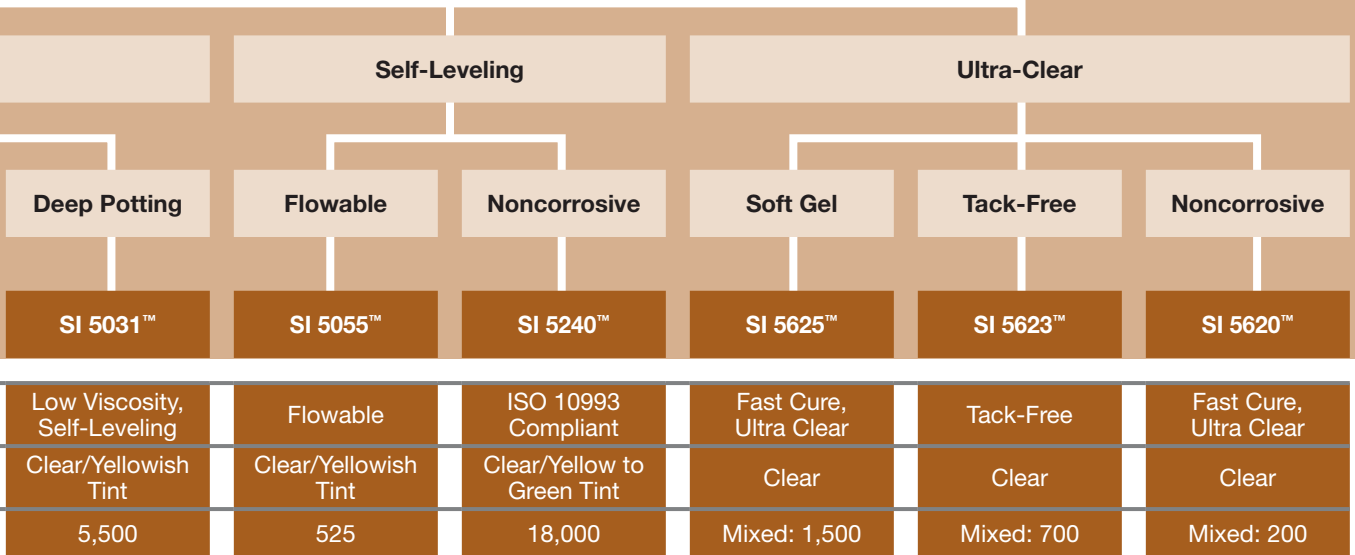 Self-Leveling
Ultra-Clear
Deep Potting
Flowable
Noncorrosive
Soft Gel
Tack-Free
Noncorrosive
SI 5031™
SI 5055™
SI 5240™
SI 5625™
SI 5623™
SI 5620™
Low Viscosity,
Self-Leveling
Flowable
ISO 10993
Compliant
Fast Cure,
Ultra Clear
Tack-Free
Fast Cure,
Ultra Clear
Clear/Yellowish
Tint
Clear/Yellowish
Tint
Clear/Yellow to
Green Tint
Clear
Clear
Clear
5,500
525
18,000
Mixed: 1,500
Mixed: 700
Mixed: 200